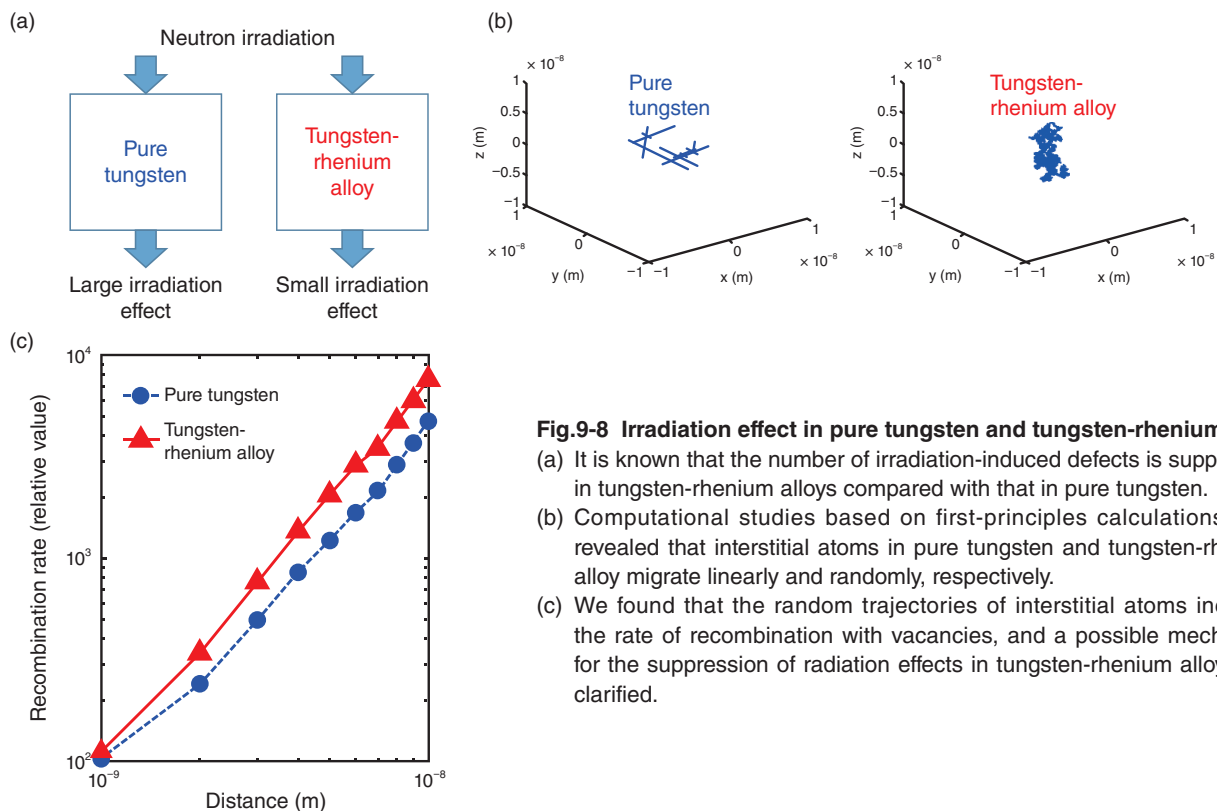 (a)
Neutron irradiation
Pure
tungsten
Tungsten-
rhenium
alloy
Large irradiation
effect
Small irradiation
effect
(b)
× 10⁻⁸
1
0.5
0
−0.5
−1
z (m)
Pure
tungsten
1
× 10⁻⁸
0
y (m)
−1
−1
0
x (m)
1
× 10⁻⁸
× 10⁻⁸
1
0.5
0
−0.5
−1
z (m)
Tungsten-
rhenium alloy
1
× 10⁻⁸
0
y (m)
−1
−1
0
x (m)
1
× 10⁻⁸
(c)
10⁴
10³
10²
Recombination rate (relative value)
Pure tungsten
Tungsten-
rhenium alloy
10⁻⁹
10⁻⁸
Distance (m)
Fig.9-8 Irradiation effect in pure tungsten and tungsten-rhenium
(a) It is known that the number of irradiation-induced defects is supp
in tungsten-rhenium alloys compared with that in pure tungsten.
(b) Computational studies based on first-principles calculations
revealed that interstitial atoms in pure tungsten and tungsten-rh
alloy migrate linearly and randomly, respectively.
(c) We found that the random trajectories of interstitial atoms inc
the rate of recombination with vacancies, and a possible mech
for the suppression of radiation effects in tungsten-rhenium alloy
clarified.